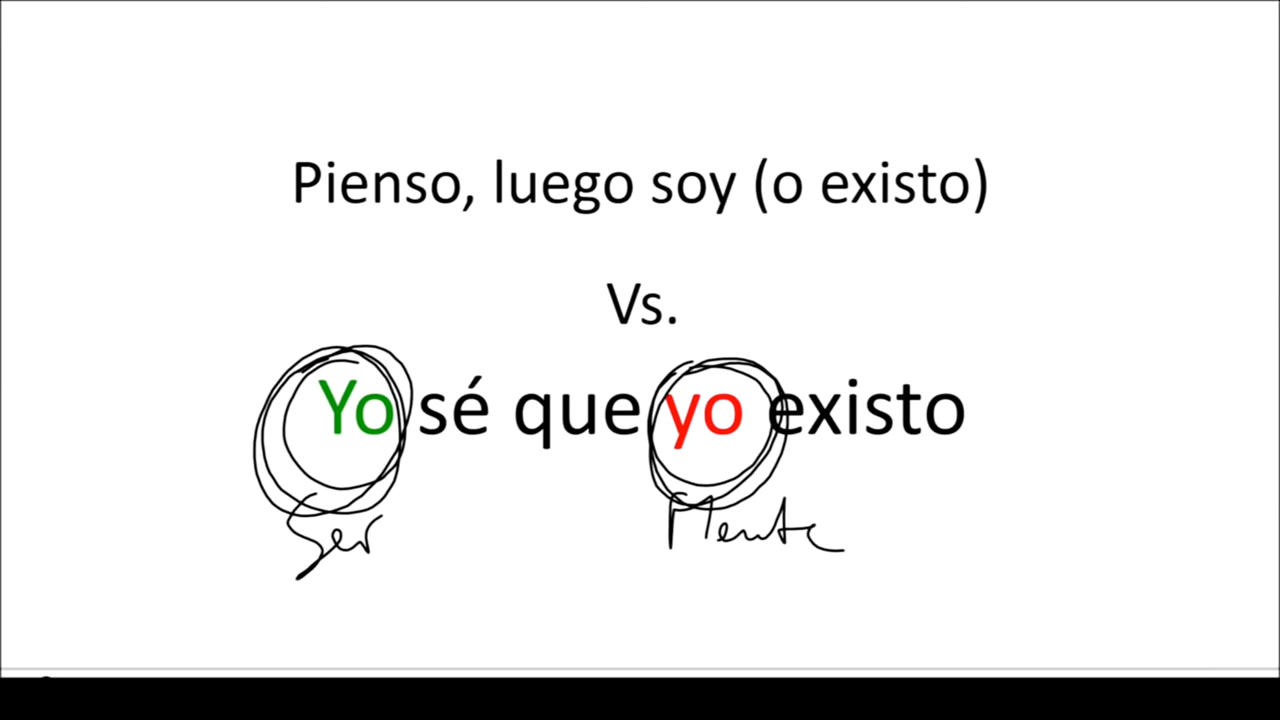 Pienso, luego soy (o existo)
Vs.
Yo sé que yo existo
Ser Mente